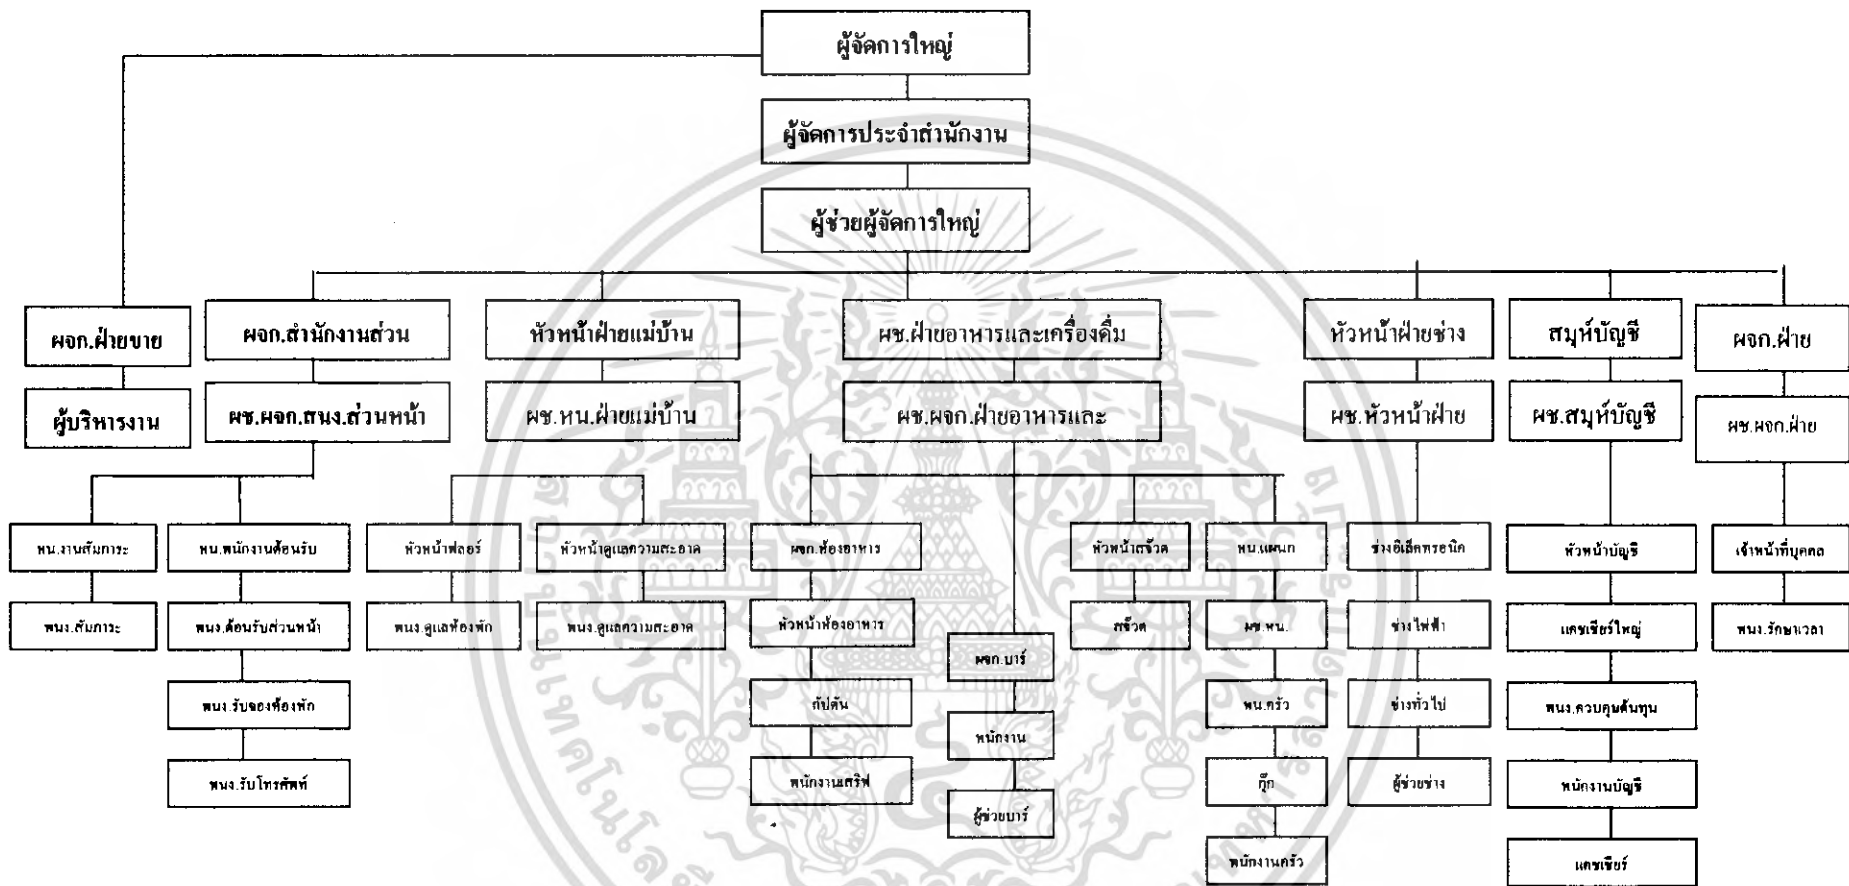 ผู้จัดการใหญ่
ผู้จัดการประจำสำนักงาน
ผู้ช่วยผู้จัดการใหญ่
ผจก.ฝ่ายขาย
ผจก.สำนักงานส่วน
หัวหน้าฝ่ายแม่บ้าน
ผช.ฝ่ายอาหารและเครื่องดื่ม
หัวหน้าฝ่ายช่าง
สมุห์บัญชี
ผจก.ฝ่าย
ผู้บริหารงาน
ผช.ผจก.สนง.ส่วนหน้า
ผช.หน.ฝ่ายแม่บ้าน
ผช.ผจก.ฝ่ายอาหารและ
ผช.หัวหน้าฝ่าย
ผช.สมุห์บัญชี
ผช.ผจก.ฝ่าย
หน.งานสัมภาระ
หน.พนักงานต้อนรับ
หัวหน้าฟลอร์
หัวหน้าดูแลความสะอาด
ผจก.ห้องอาหาร
หัวหน้าสจ๊วต
หน.แผนก
ช่างอิเล็คทรอนิค
หัวหน้าบัญชี
เจ้าหน้าที่บุคคล
พนง.สัมภาระ
พนง.ต้อนรับส่วนหน้า
พนง.ดูแลห้องพัก
พนง.ดูแลความสะอาด
หัวหน้าห้องอาหาร
สจ๊วต
ผช.หน.
ช่างไฟฟ้า
แคชเชียร์ใหญ่
พนง.รักษาเวลา
ผจก.บาร์
พนง.รับจองห้องพัก
กัปตัน
หน.ครัว
ช่างทั่วไป
พนง.ควบคุมต้นทุน
พนักงาน
พนง.รับโทรศัพท์
พนักงานเสริฟ
กุ๊ก
ผู้ช่วยช่าง
พนักงานบัญชี
ผู้ช่วยบาร์
พนักงานครัว
แคชเชียร์